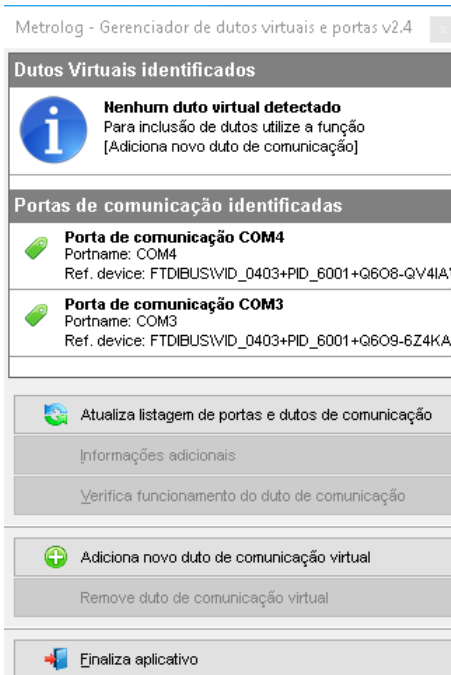 Metrolog - Gerenciador de dutos virtuais e portas v2.4
Dutos Virtuais identificados
Nenhum duto virtual detectado
Para inclusão de dutos utilize a função
[Adiciona novo duto de comunicação]
Portas de comunicação identificadas
Porta de comunicação COM4
Portname: COM4
Ref. device: FTDIBUS\VID_0403+PID_6001+Q6O8-QV4IA
Porta de comunicação COM3
Portname: COM3
Ref. device: FTDIBUS\VID_0403+PID_6001+Q6O9-6Z4KA
Atualiza listagem de portas e dutos de comunicação
Informações adicionais
Verifica funcionamento do duto de comunicação
Adiciona novo duto de comunicação virtual
Remove duto de comunicação virtual
Finaliza aplicativo